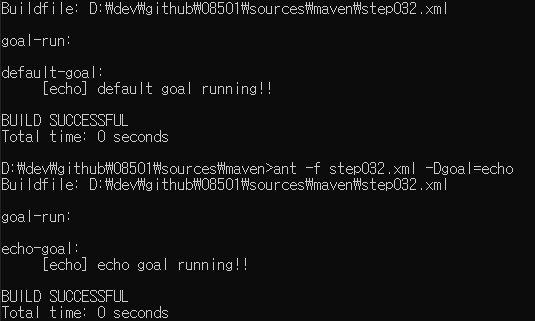 Buildfile: D:₩dev₩github₩08501₩sources₩maven₩step032.xml
goal-run:
default-goal:
[echo] default goal running!!
BUILD SUCCESSFUL
Total time: 0 seconds
D:₩dev₩github₩08501₩sources₩maven>ant -f step032.xml -Dgoal=echo
Buildfile: D:₩dev₩github₩08501₩sources₩maven₩step032.xml
goal-run:
echo-goal:
[echo] echo goal running!!
BUILD SUCCESSFUL
Total time: 0 seconds